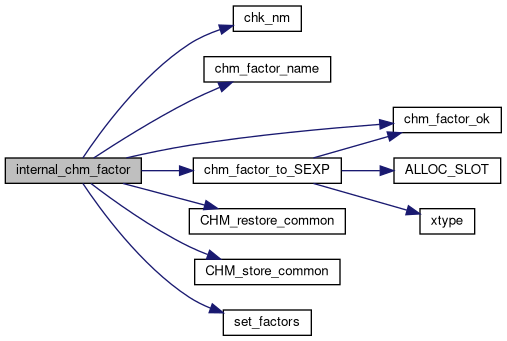 chk_nm
chm_factor_name
chm_factor_ok
internal_chm_factor
chm_factor_to_SEXP
ALLOC_SLOT
CHM_restore_common
xtype
CHM_store_common
set_factors